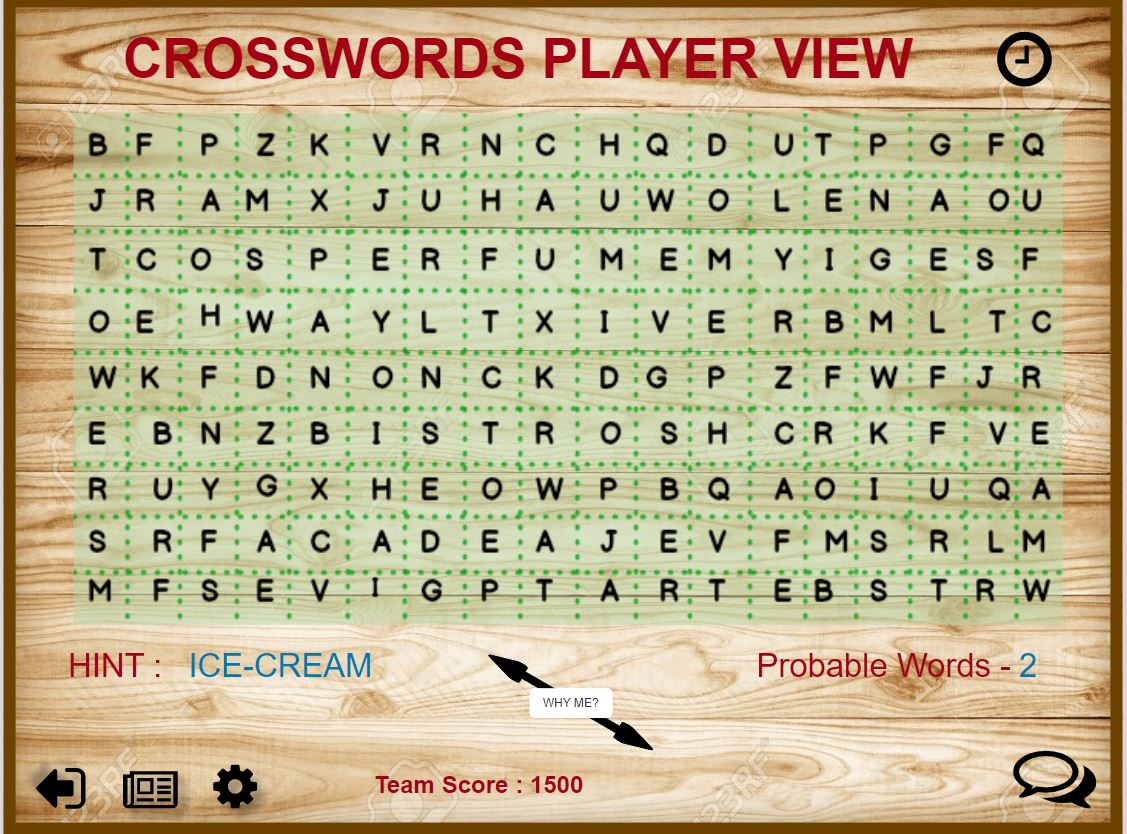 CROSSWORDS PLAYER VIEW
B F P Z K V R N C H Q D U T P G F Q
J R A M X J U H A U W O L E N A O U
T C O S P E R F U M E M Y I G E S F
O E H W A Y L T X I V E R B M L T C
W K F D N O N C K D G P Z F W F J R
E B N Z B I S T R O S H C R K F V E
R U Y G X H E O W P B Q A O I U Q A
S R F A C A D E A J E V F M S R L M
M F S E V I G P T A R T E B S T R W
HINT : ICE-CREAM
Probable Words - 2
WHY ME?
Team Score : 1500